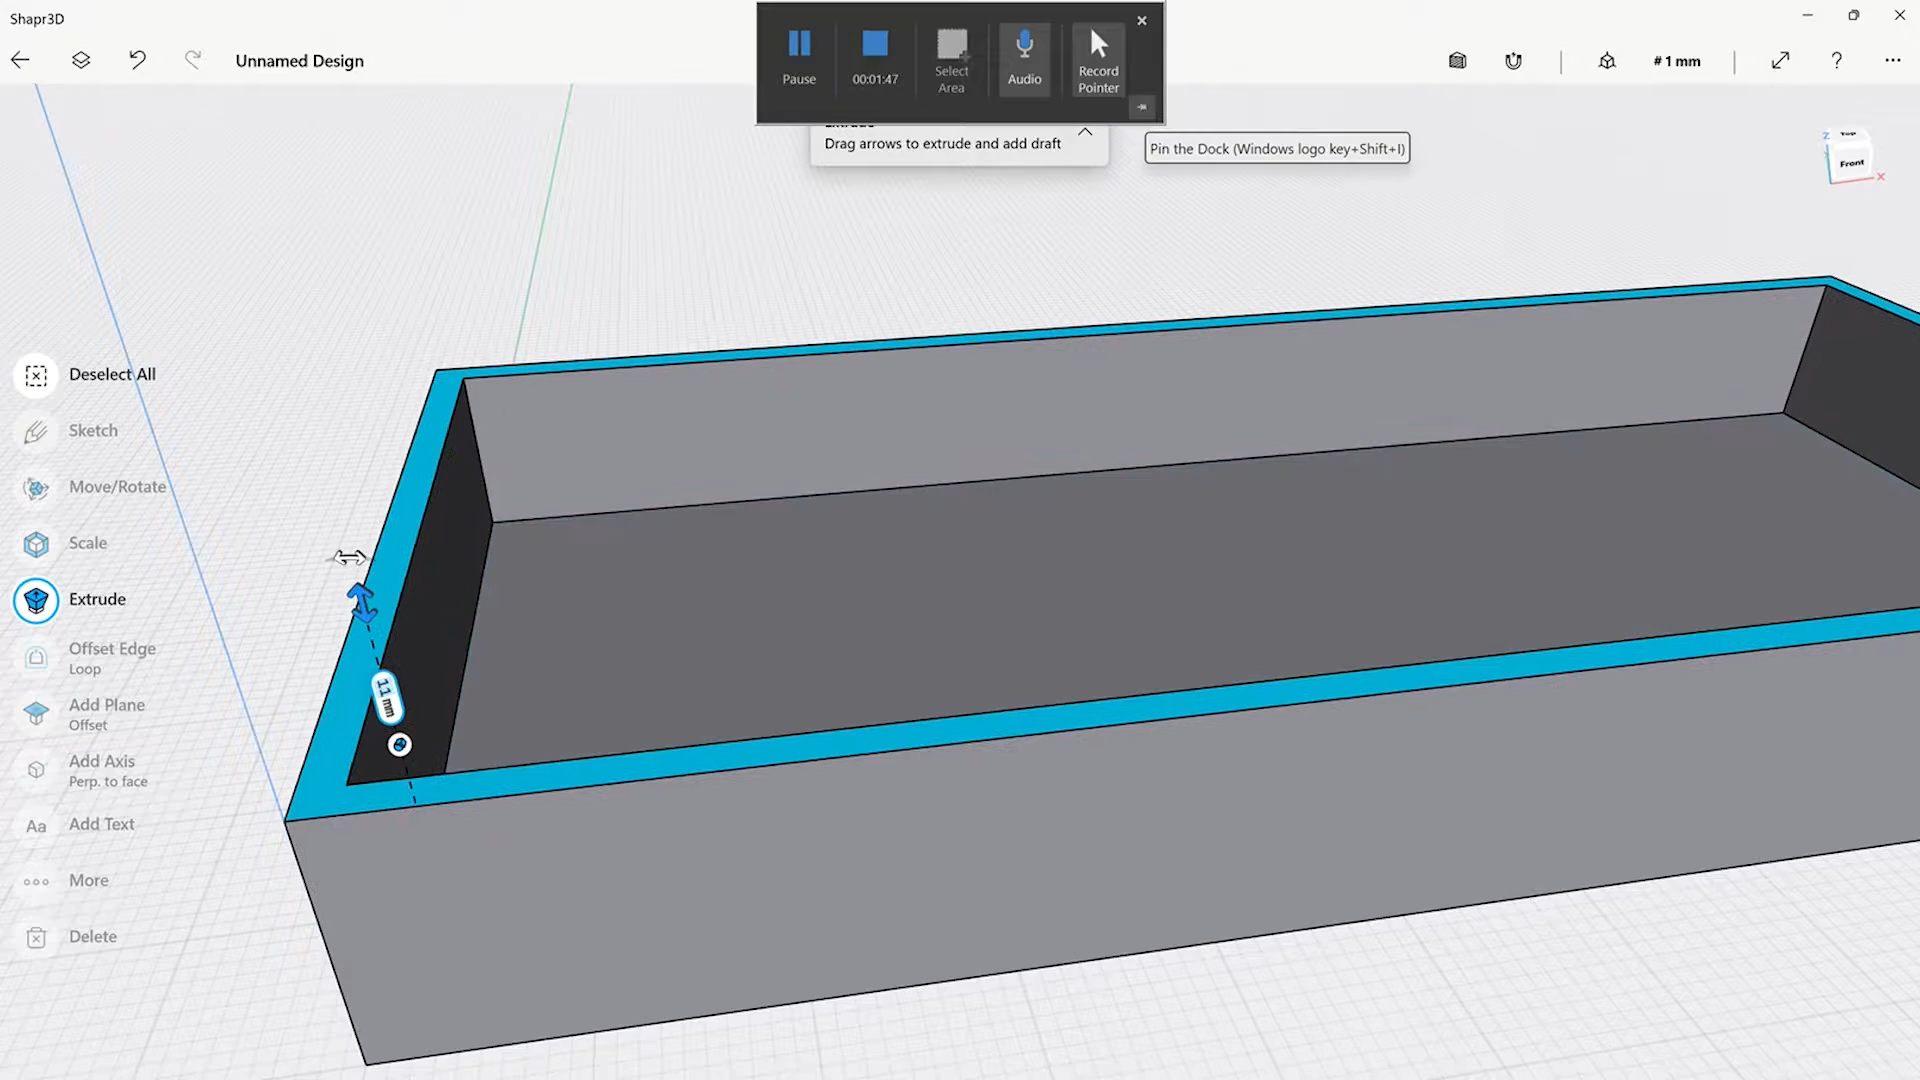 Shapr3D
Unnamed Design
Pause
00:01:47
Select
Area
Audio
Record
Pointer
# 1 mm
Drag arrows to extrude and add draft
Pin the Dock (Windows logo key+Shift+I)
Z
Top
Front
X
Deselect All
Sketch
Move/Rotate
Scale
Extrude
Offset Edge
Loop
Add Plane
Offset
Add Axis
Perp. to face
Aa
Add Text
More
Delete
11 mm